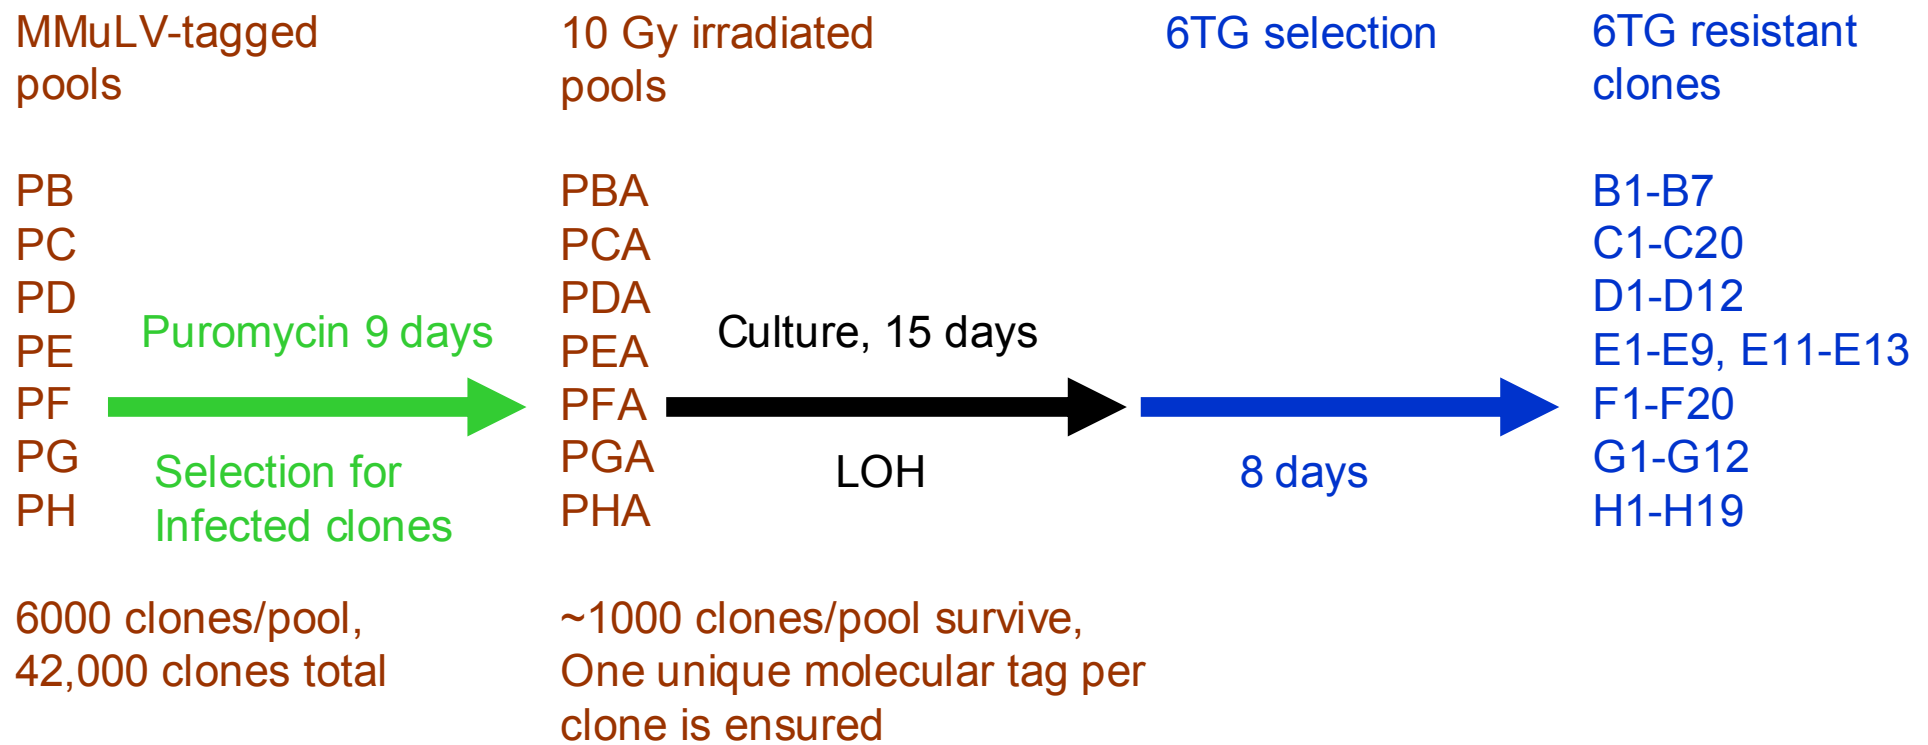 MMuLV-tagged
pools
10 Gy irradiated
pools
6TG selection
6TG resistant
clones
PB
PC
PD
PE
PF
PG
PH
Puromycin 9 days
Selection for
Infected clones
PBA
PCA
PDA
PEA
PFA
PGA
PHA
Culture, 15 days
LOH
8 days
B1-B7
C1-C20
D1-D12
E1-E9, E11-E13
F1-F20
G1-G12
H1-H19
6000 clones/pool,
42,000 clones total
~1000 clones/pool survive,
One unique molecular tag per
clone is ensured